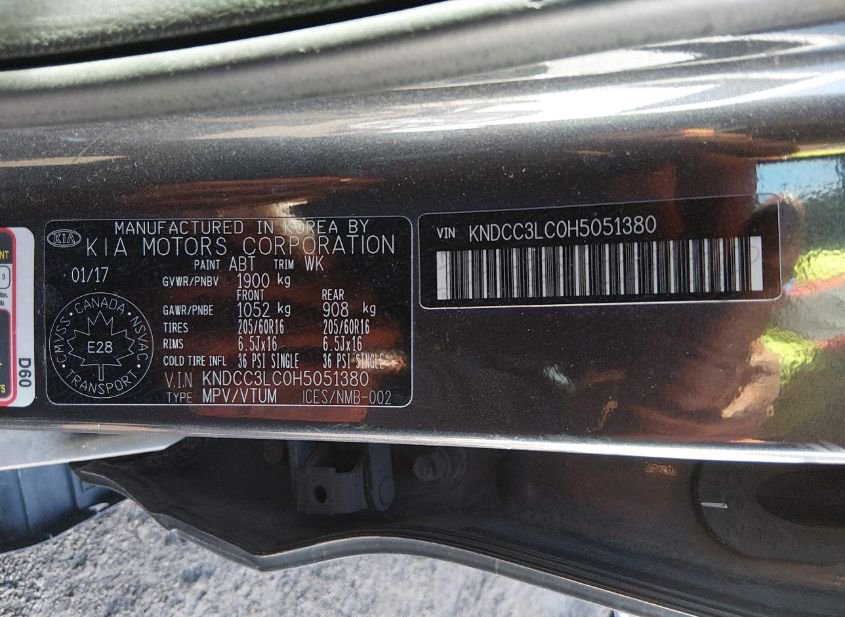 MANUFACTURED IN KOREA BY
KIA KIA MOTORS CORPORATION
01/17 PAINT ABT TRIM WK
GVWR/PNBV 1900 kg
FRONT REAR
GAWR/PNBE 1052 kg 908 kg
TIRES 205/60R16 205/60R16
RIMS 6.5Jx16 6.5Jx16
COLD TIRE INFL 36 PSI SINGLE 36 PSI SINGLE
V.I.N KNDCC3LC0H5051380
TYPE MPV/VTUM ICES/NMB-002
CANADA
CMVSS NSVAC
E28
TRANSPORT
VIN KNDCC3LC0H5051380
D60
3